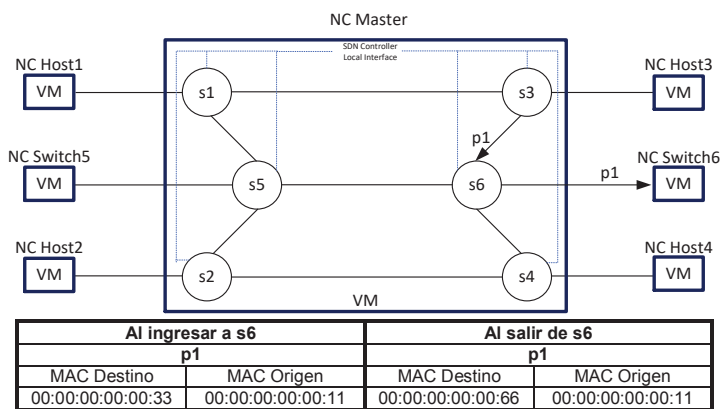 NC Master
SDN Controller
Local Interface
NC Host1
VM
s1
s3
NC Host3
VM
p1
NC Switch5
VM
s5
s6
p1
NC Switch6
VM
NC Host2
VM
s2
s4
NC Host4
VM
VM
Al ingresar a s6 Al salir de s6
p1 p1
MAC Destino MAC Origen MAC Destino MAC Origen
00:00:00:00:00:33 00:00:00:00:00:11 00:00:00:00:00:66 00:00:00:00:00:11